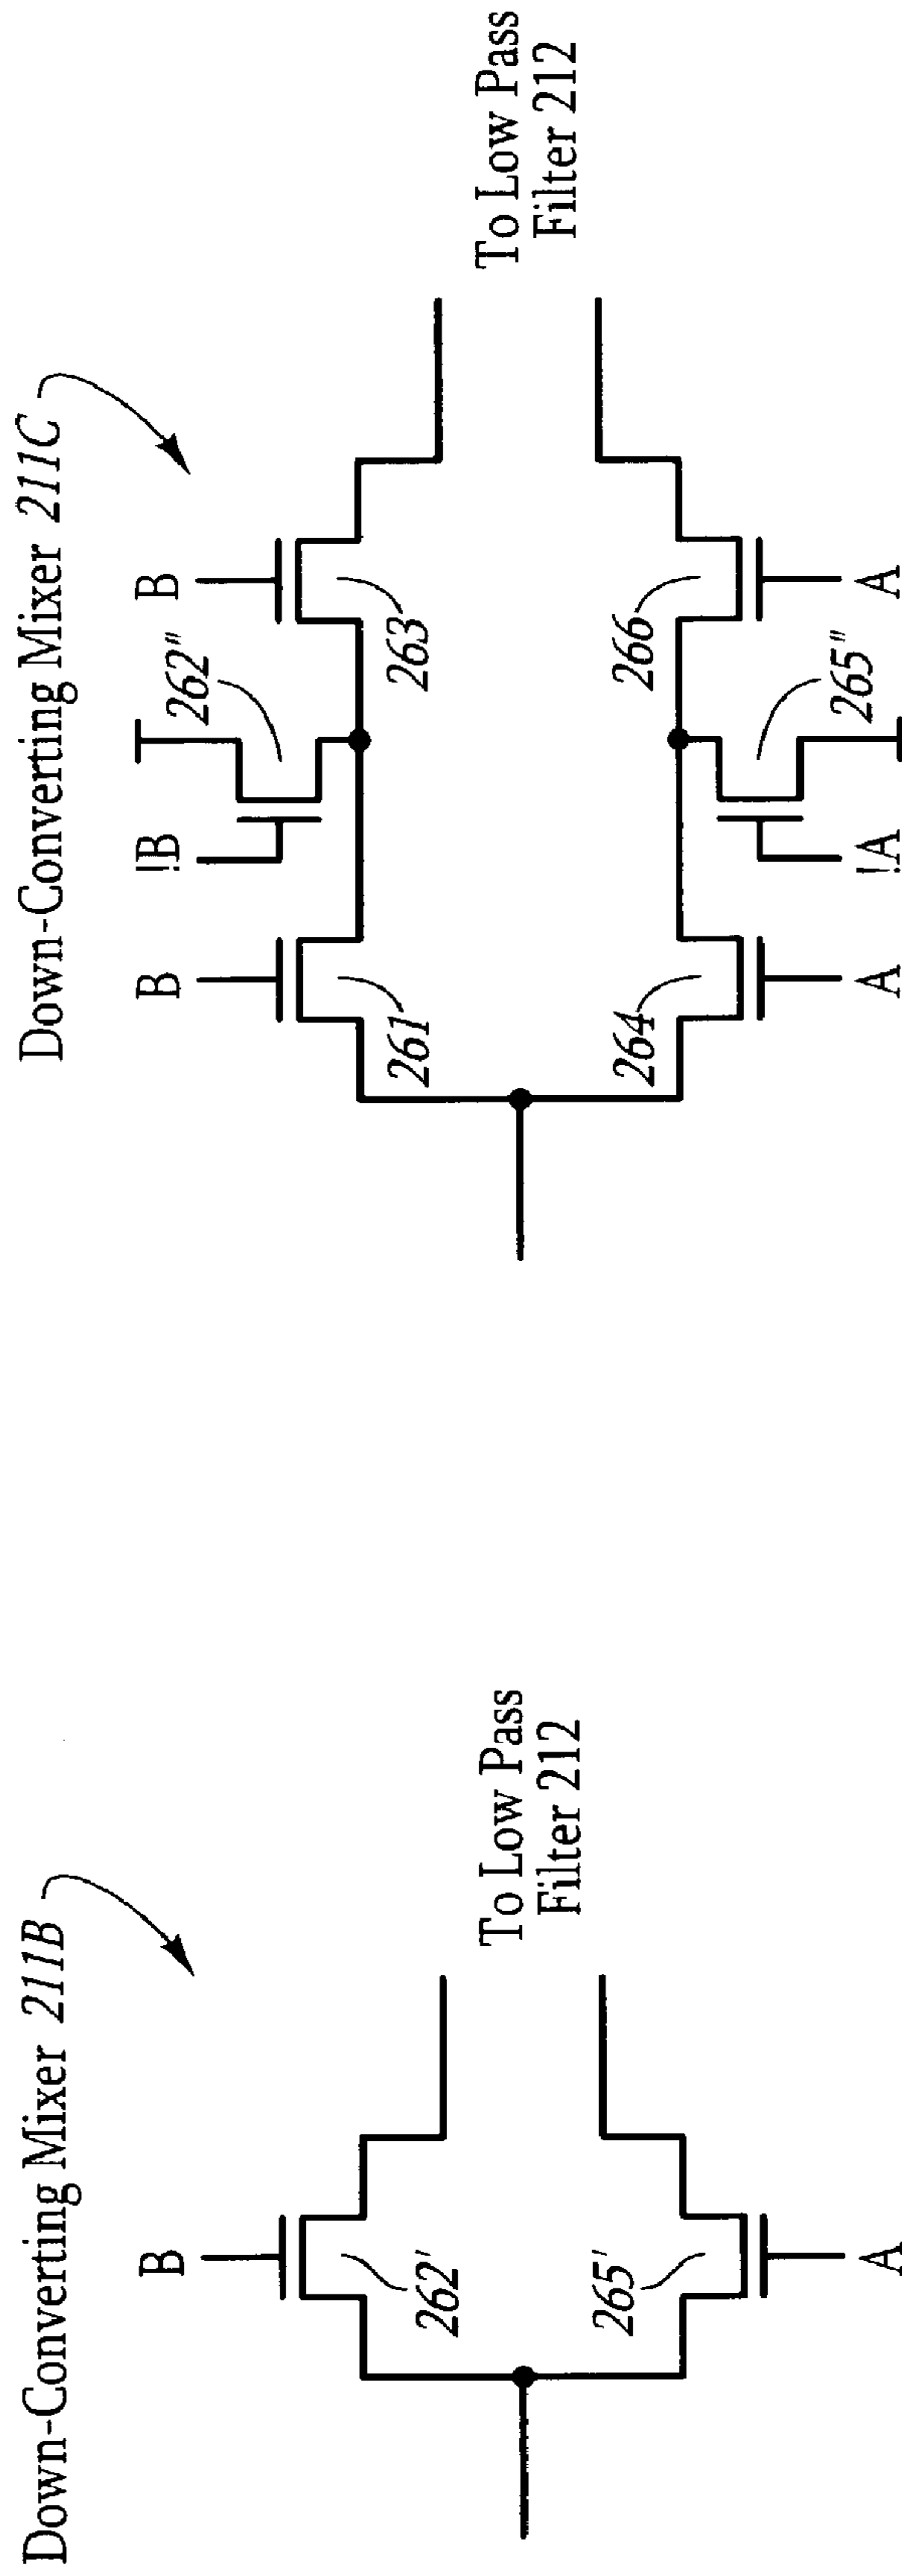 Down-Converting Mixer 211B
B
262'
265'
A
To Low Pass
Filter 212
Down-Converting Mixer 211C
B
!B
262"
B
261
263
264
266
A
!A
265"
A
To Low Pass
Filter 212